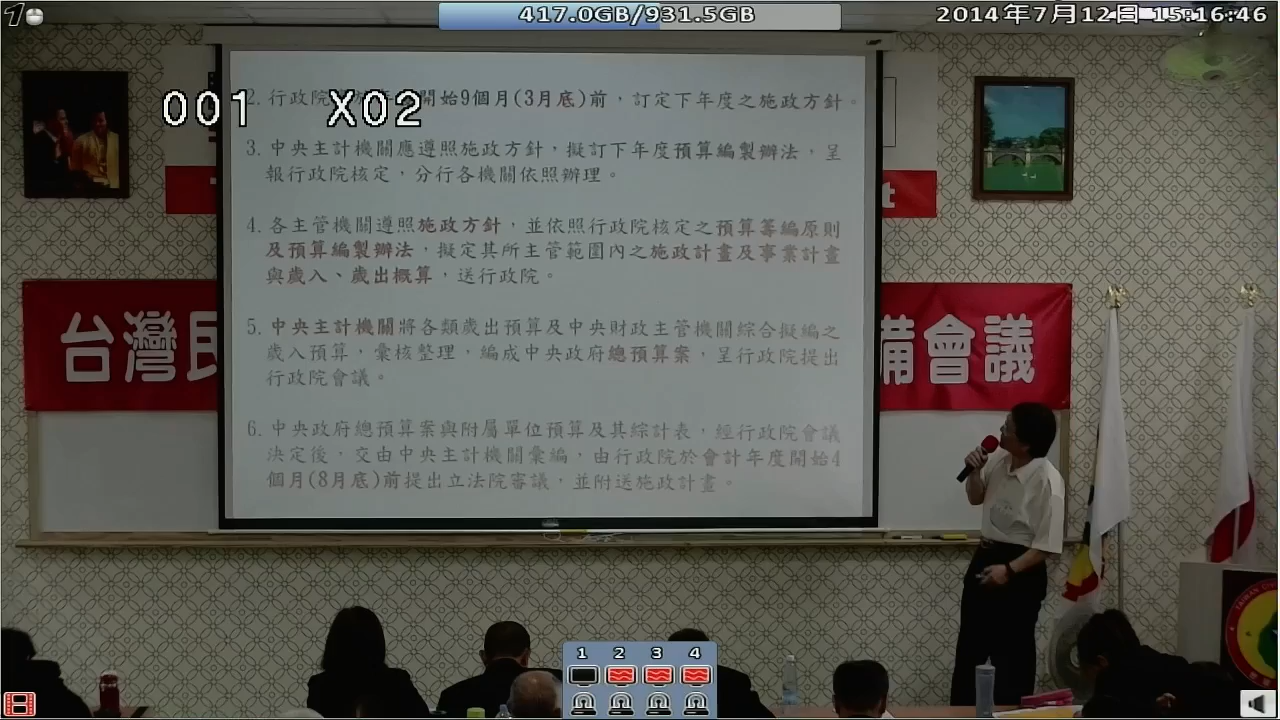 417.0GB/931.5GB
2014年7月12日 15:16:46
001 X02
2. 行政院 開始9個月(3月底)前，訂定下年度之施政方針。
3. 中央主計機關應遵照施政方針，擬訂下年度預算編製辦法，呈
報行政院核定，分行各機關依照辦理。
4. 各主管機關遵照施政方針，並依照行政院核定之預算籌編原則
及預算編製辦法，擬定其所主管範圍內之施政計畫及事業計畫
與歲入、歲出概算，送行政院。
5. 中央主計機關將各類歲出預算及中央財政主管機關綜合擬編之
歲入預算，彙核整理，編成中央政府總預算案，呈行政院提出
行政院會議。
6. 中央政府總預算案與附屬單位預算及其綜計表，經行政院會議
決定後，交由中央主計機關彙編，由行政院於會計年度開始4
個月(8月底)前提出立法院審議，並附送施政計畫。
t
台灣民 備會議
1 2 3 4